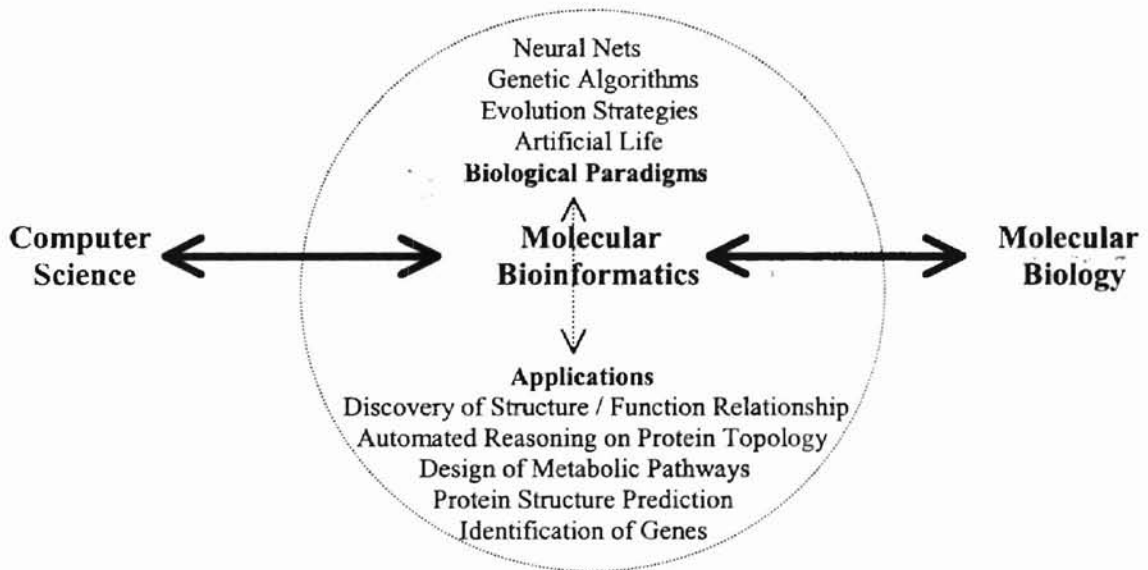 Neural Nets
Genetic Algorithms
Evolution Strategies
Artificial Life
Biological Paradigms
Computer
Science
Molecular
Bioinformatics
Molecular
Biology
Applications
Discovery of Structure / Function Relationship
Automated Reasoning on Protein Topology
Design of Metabolic Pathways
Protein Structure Prediction
Identification of Genes